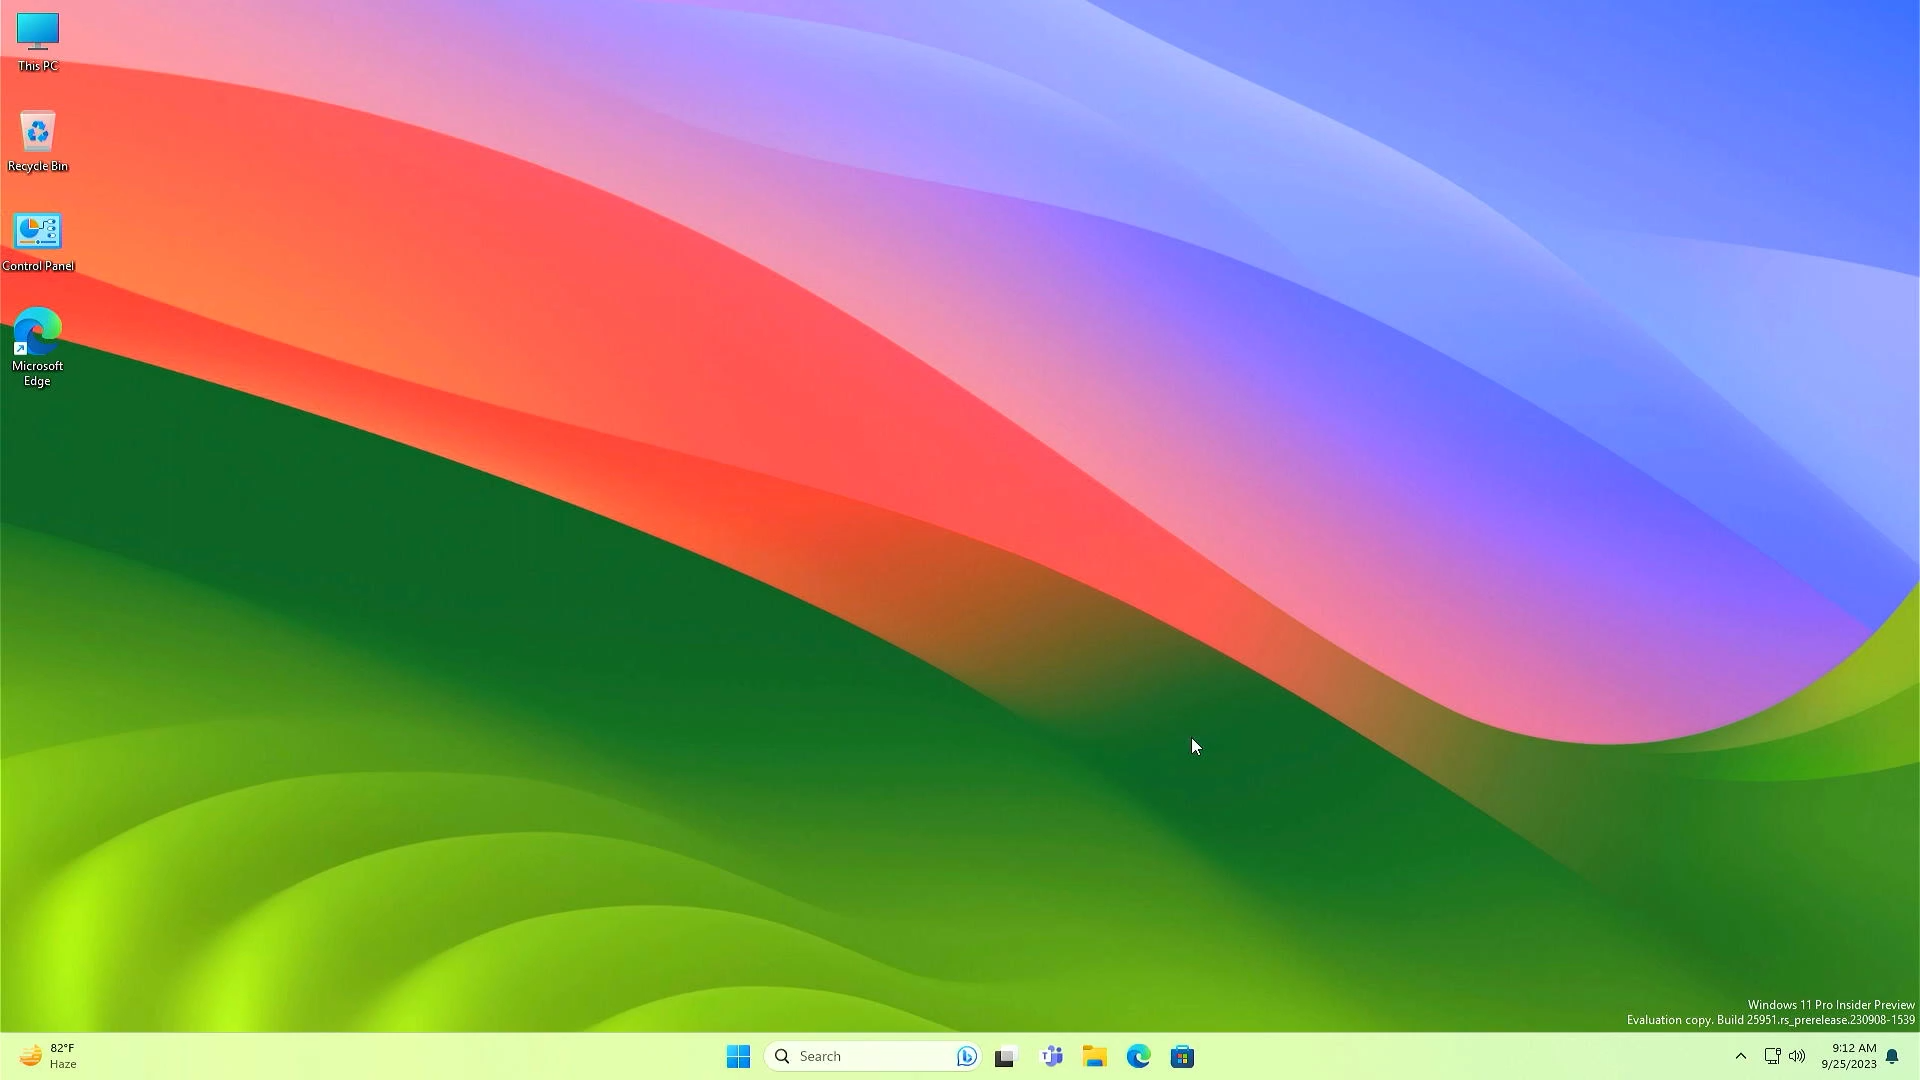 This PC
Recycle Bin
Control Panel
Microsoft
Edge
Windows 11 Pro Insider Preview
Evaluation copy. Build 25951.rs_prerelease.230908-1539
82°F
Haze
Search
9:12 AM
9/25/2023